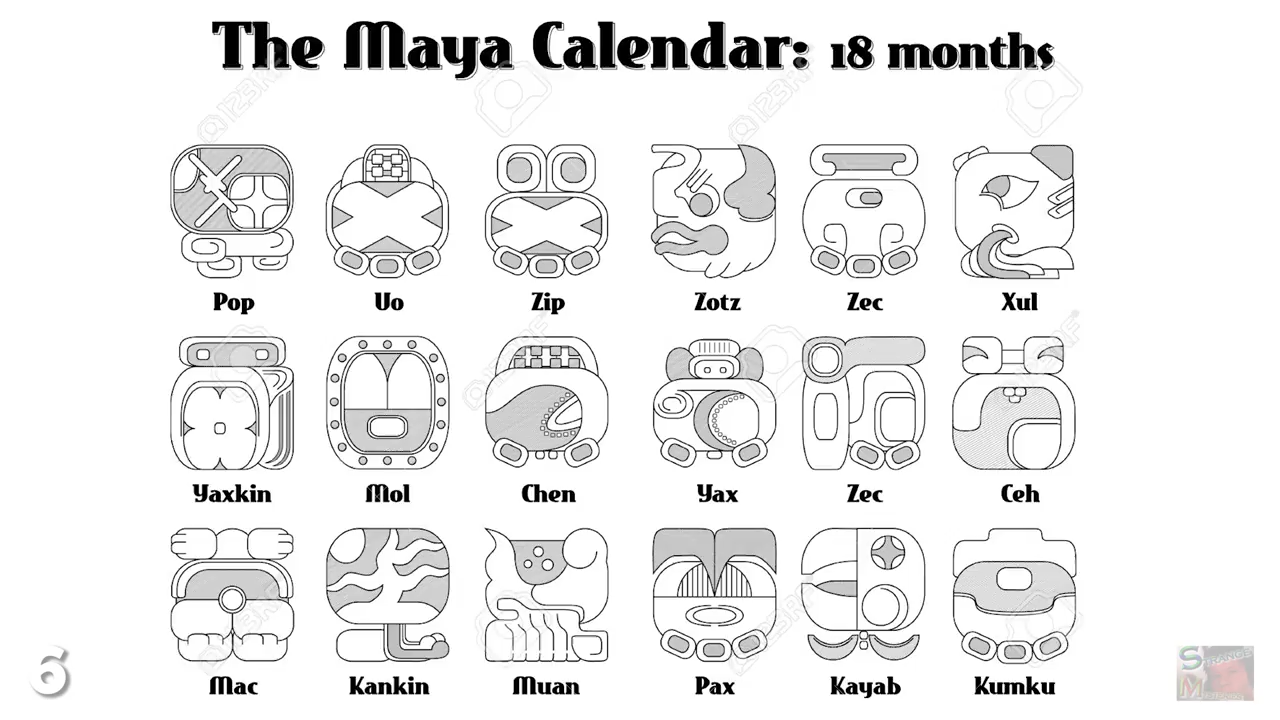 The Maya Calendar: 18 months
Pop Uo Zip Zotz Zec Xul
Yaxkin Mol Chen Yax Zec Ceh
Mac Kankin Muan Pax Kayab Kumku
6
STRANGE